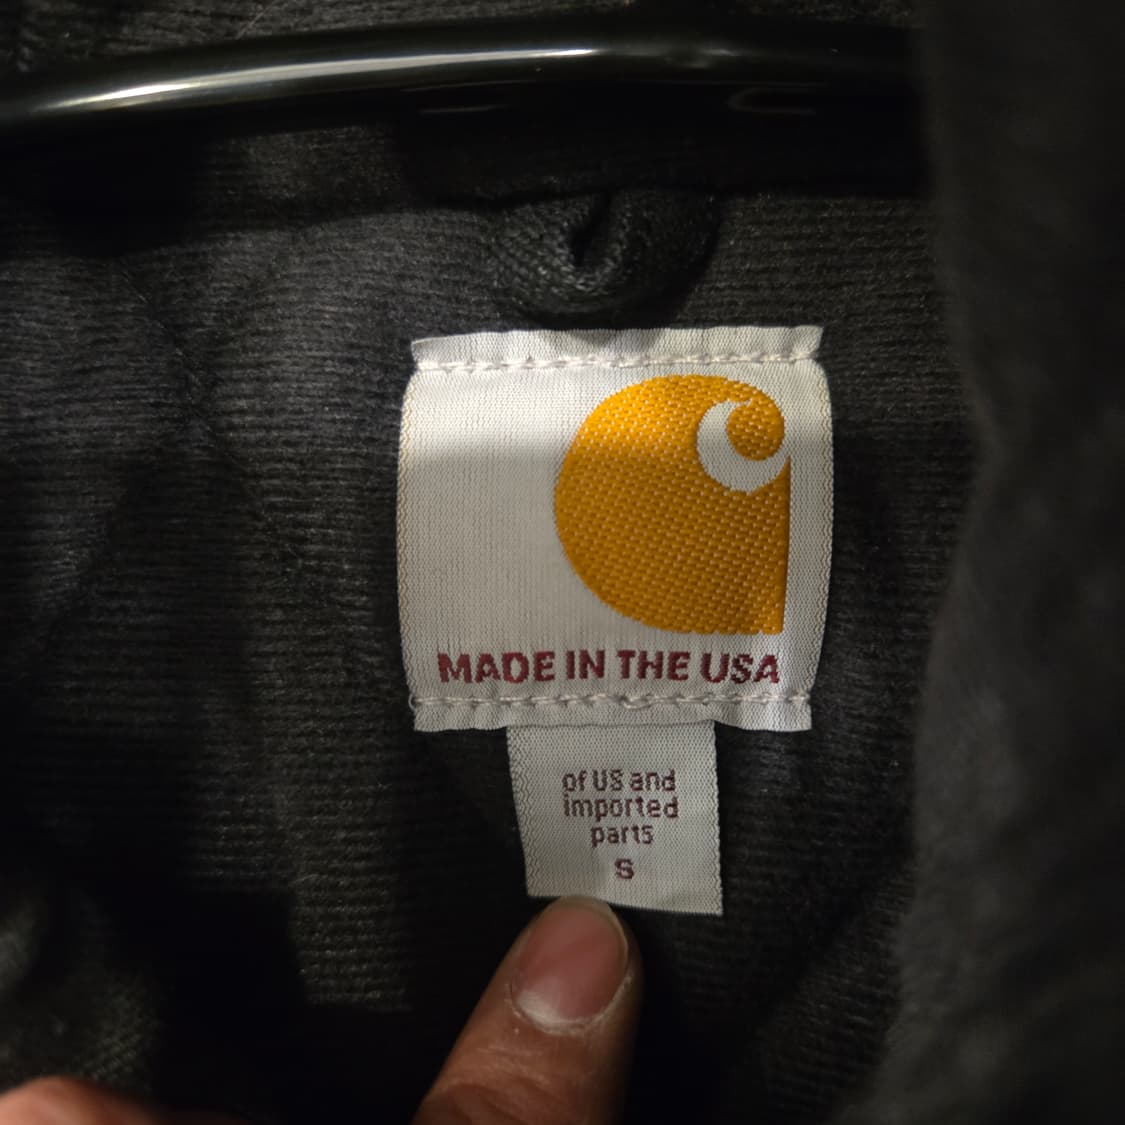 MADE IN THE USA
of US and
imported
parts
S